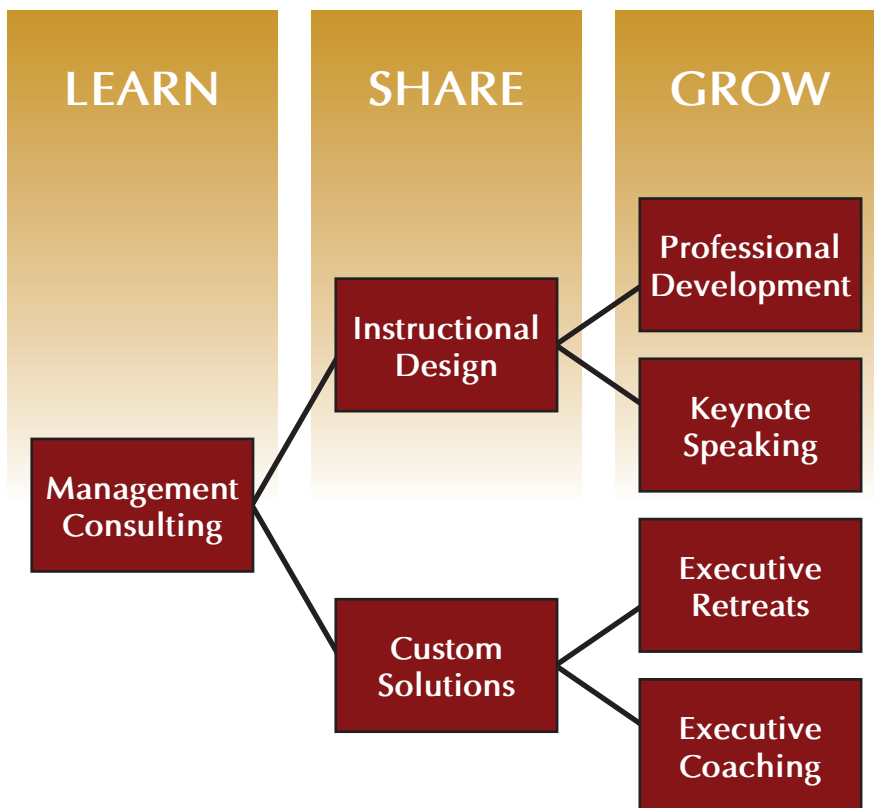 LEARN
SHARE
GROW
Management
Consulting
Instructional
Design
Custom
Solutions
Professional
Development
Keynote
Speaking
Executive
Retreats
Executive
Coaching